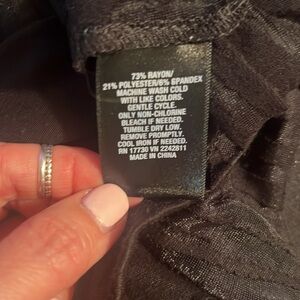 73% RAYON/
21% POLYESTER/6% SPANDEX
MACHINE WASH COLD
WITH LIKE COLORS.
GENTLE CYCLE.
ONLY NON-CHLORINE
BLEACH IF NEEDED.
TUMBLE DRY LOW.
REMOVE PROMPTLY.
COOL IRON IF NEEDED.
RN 17730 VN 2242811
MADE IN CHINA